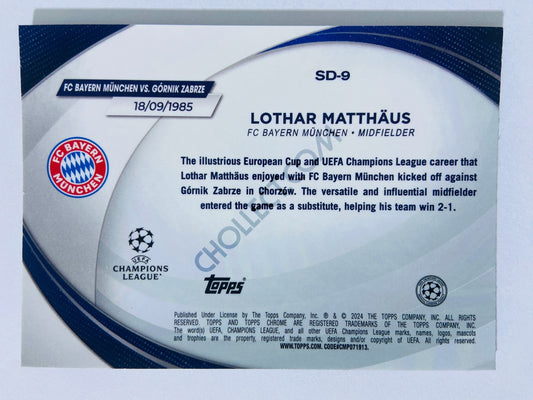 SD-9
FC BAYERN MÜNCHEN VS. GÓRNIK ZABRZE
18/09/1985
LOTHAR MATTHÄUS
FC BAYERN MÜNCHEN • MIDFIELDER
FC BAYERN
MÜNCHEN
The illustrious European Cup and UEFA Champions League career that
Lothar Matthäus enjoyed with FC Bayern München kicked off against
Górnik Zabrze in Chorzów. The versatile and influential midfielder
entered the game as a substitute, helping his team win 2-1.
CHOLLECT.COM
UEFA
CHAMPIONS
LEAGUE®
Topps®
Published Under License by The Topps Company, Inc. ® & © 2024 THE TOPPS COMPANY, INC. ALL RIGHTS
RESERVED. TOPPS AND TOPPS CHROME ARE REGISTERED TRADEMARKS OF THE TOPPS COMPANY, INC.
The word(s) UEFA, CHAMPIONS LEAGUE, and all other UEFA Champions League marks, names, logos, mascots
and trophies are the property, registered trade marks, designs and/or copyright of UEFA. All rights
reserved.
WWW.TOPPS.COM. CODE#CMP071913.